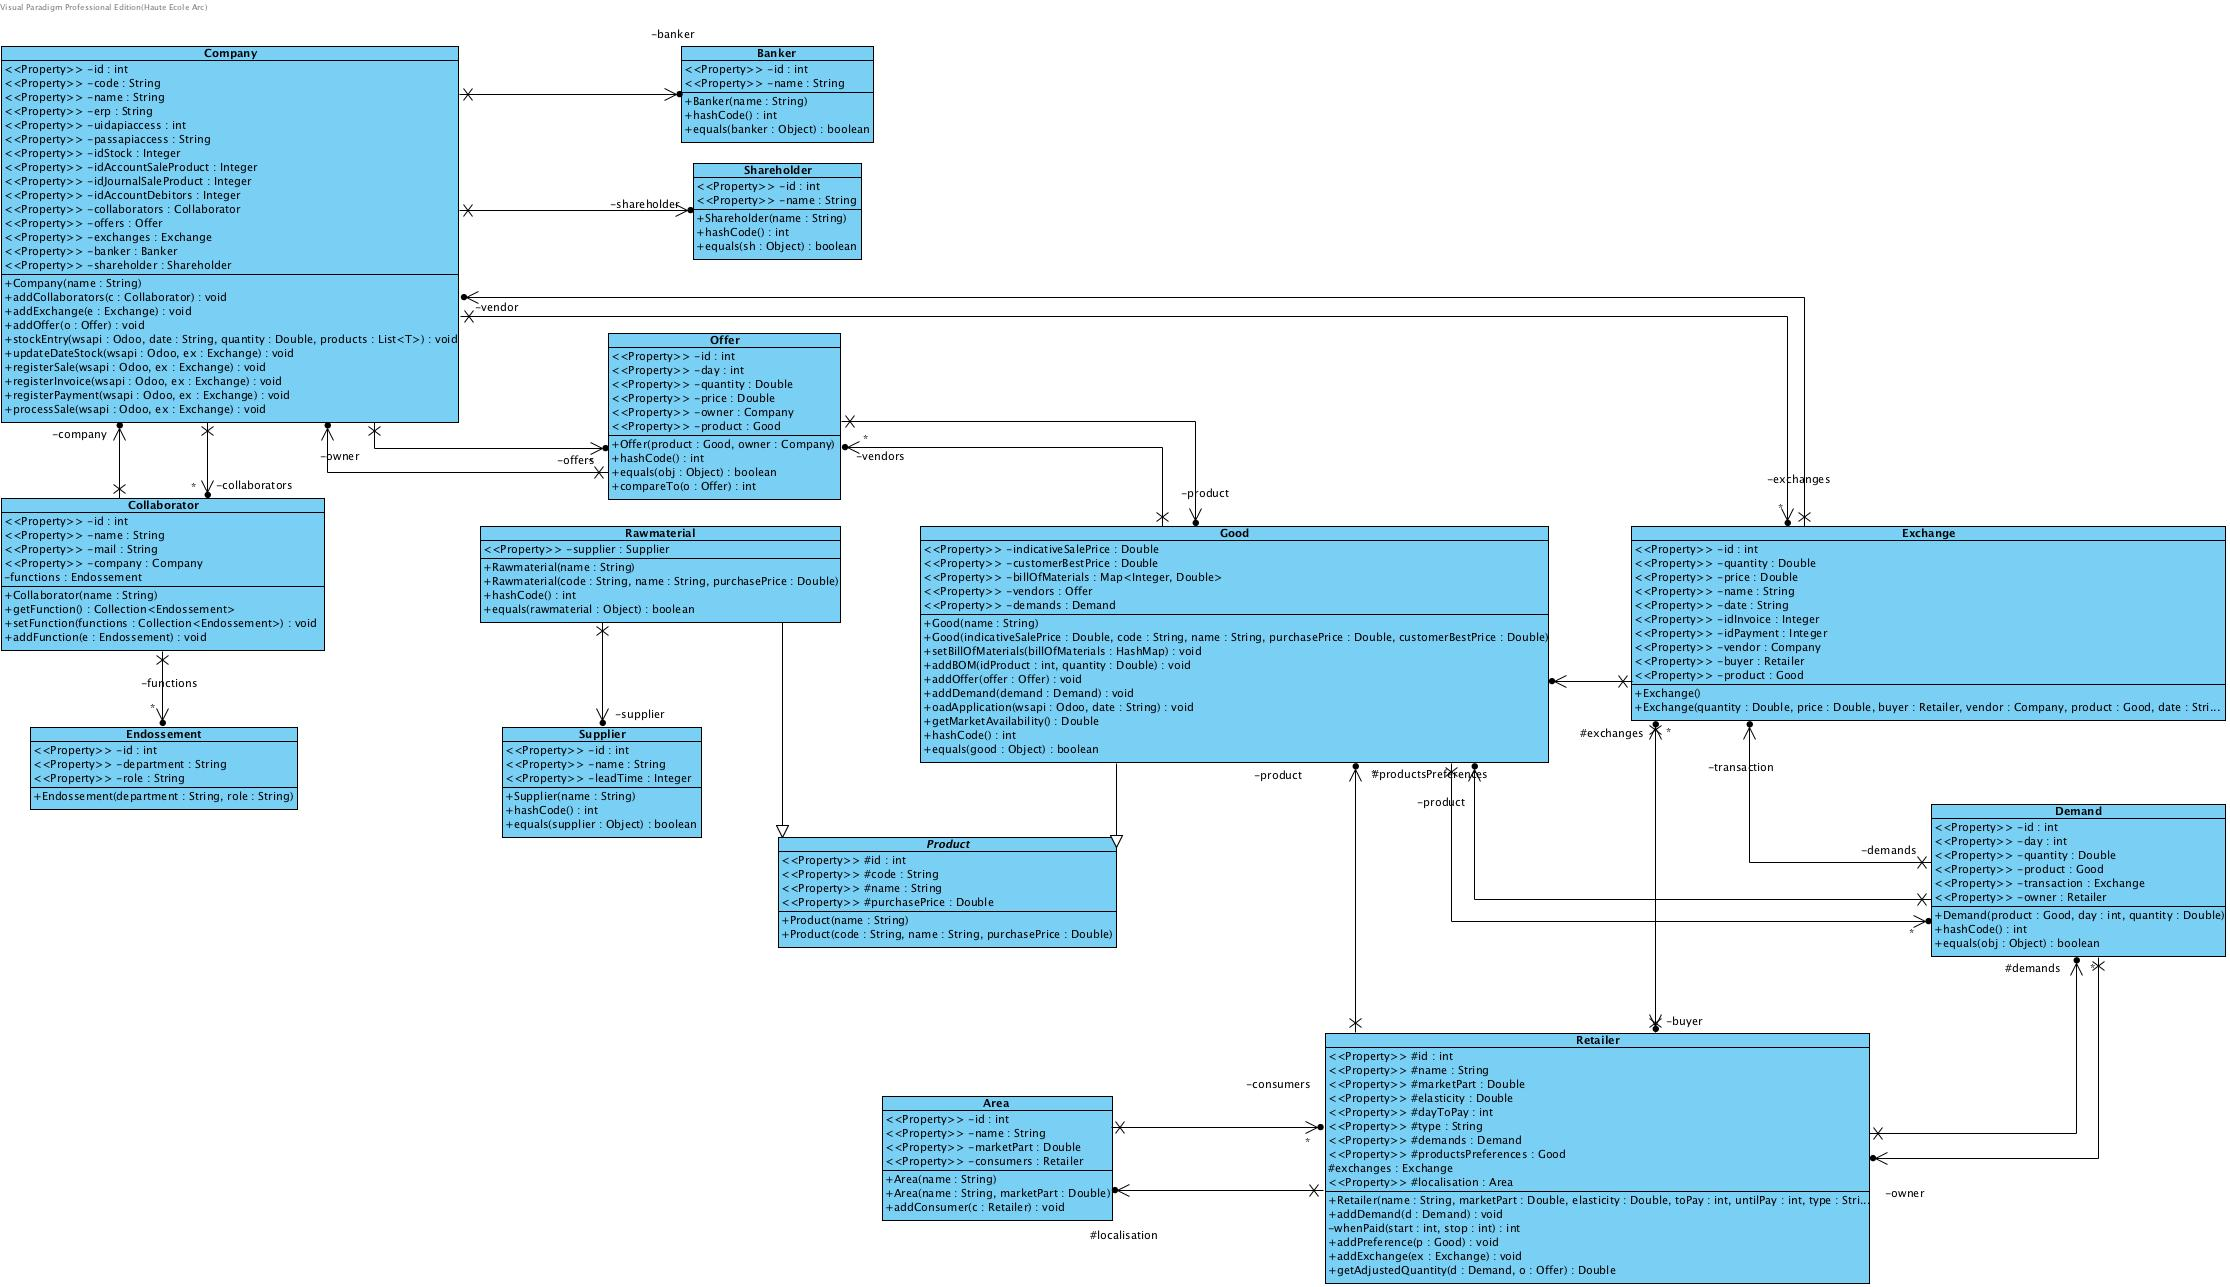 Visual Paradigm Professional Edition(Haute Ecole Arc)
Company
<<Property>> -id : int
<<Property>> -code : String
<<Property>> -name : String
<<Property>> -erp : String
<<Property>> -uidapiaccess : int
<<Property>> -passapiaccess : String
<<Property>> -idStock : Integer
<<Property>> -idAccountSaleProduct : Integer
<<Property>> -idJournalSaleProduct : Integer
<<Property>> -idAccountDebitors : Integer
<<Property>> -collaborators : Collaborator
<<Property>> -offers : Offer
<<Property>> -exchanges : Exchange
<<Property>> -banker : Banker
<<Property>> -shareholder : Shareholder
+Company(name : String)
+addCollaborators(c : Collaborator) : void
+addExchange(e : Exchange) : void
+addOffer(o : Offer) : void
+stockEntry(wsapi : Odoo, date : String, quantity : Double, products : List<T>) : void
+updateDateStock(wsapi : Odoo, ex : Exchange) : void
+registerSale(wsapi : Odoo, ex : Exchange) : void
+registerInvoice(wsapi : Odoo, ex : Exchange) : void
+registerPayment(wsapi : Odoo, ex : Exchange) : void
+processSale(wsapi : Odoo, ex : Exchange) : void
-banker
Banker
<<Property>> -id : int
<<Property>> -name : String
+Banker(name : String)
+hashCode() : int
+equals(banker : Object) : boolean
-shareholder
Shareholder
<<Property>> -id : int
<<Property>> -name : String
+Shareholder(name : String)
+hashCode() : int
+equals(sh : Object) : boolean
-vendor
Offer
<<Property>> -id : int
<<Property>> -day : int
<<Property>> -quantity : Double
<<Property>> -price : Double
<<Property>> -owner : Company
<<Property>> -product : Good
+Offer(product : Good, owner : Company)
+hashCode() : int
+equals(obj : Object) : boolean
+compareTo(o : Offer) : int
-company
* -collaborators
-owner
-offers
*
*
-vendors
-product
-exchanges
*
Collaborator
<<Property>> -id : int
<<Property>> -name : String
<<Property>> -mail : String
<<Property>> -company : Company
-functions : Endossement
+Collaborator(name : String)
+getFunction() : Collection<Endossement>
+setFunction(functions : Collection<Endossement>) : void
+addFunction(e : Endossement) : void
-functions
*
Endossement
<<Property>> -id : int
<<Property>> -department : String
<<Property>> -role : String
+Endossement(department : String, role : String)
Rawmaterial
<<Property>> -supplier : Supplier
+Rawmaterial(name : String)
+Rawmaterial(code : String, name : String, purchasePrice : Double)
+hashCode() : int
+equals(rawmaterial : Object) : boolean
-supplier
Supplier
<<Property>> -id : int
<<Property>> -name : String
<<Property>> -leadTime : Integer
+Supplier(name : String)
+hashCode() : int
+equals(supplier : Object) : boolean
Good
<<Property>> -indicativeSalePrice : Double
<<Property>> -customerBestPrice : Double
<<Property>> -billOfMaterials : Map<Integer, Double>
<<Property>> -vendors : Offer
<<Property>> -demands : Demand
+Good(name : String)
+Good(indicativeSalePrice : Double, code : String, name : String, purchasePrice : Double, customerBestPrice : Double)
+setBillOfMaterials(billOfMaterials : HashMap) : void
+addBOM(idProduct : int, quantity : Double) : void
+addOffer(offer : Offer) : void
+addDemand(demand : Demand) : void
+oadApplication(wsapi : Odoo, date : String) : void
+getMarketAvailability() : Double
+hashCode() : int
+equals(good : Object) : boolean
Exchange
<<Property>> -id : int
<<Property>> -quantity : Double
<<Property>> -price : Double
<<Property>> -name : String
<<Property>> -date : String
<<Property>> -idInvoice : Integer
<<Property>> -idPayment : Integer
<<Property>> -vendor : Company
<<Property>> -buyer : Retailer
<<Property>> -product : Good
+Exchange()
+Exchange(quantity : Double, price : Double, buyer : Retailer, vendor : Company, product : Good, date : Stri...
#exchanges *
-transaction
-product
*
#productsPreferences
-product
Product
<<Property>> #id : int
<<Property>> #code : String
<<Property>> #name : String
<<Property>> #purchasePrice : Double
+Product(name : String)
+Product(code : String, name : String, purchasePrice : Double)
-demands
*
Demand
<<Property>> -id : int
<<Property>> -day : int
<<Property>> -quantity : Double
<<Property>> -product : Good
<<Property>> -transaction : Exchange
<<Property>> -owner : Retailer
+Demand(product : Good, day : int, quantity : Double)
+hashCode() : int
+equals(obj : Object) : boolean
#demands *
-buyer
Retailer
<<Property>> #id : int
<<Property>> #name : String
<<Property>> #marketPart : Double
<<Property>> #elasticity : Double
<<Property>> #dayToPay : int
<<Property>> #type : String
<<Property>> #demands : Demand
<<Property>> #productsPreferences : Good
#exchanges : Exchange
<<Property>> #localisation : Area
+Retailer(name : String, marketPart : Double, elasticity : Double, toPay : int, untilPay : int, type : Stri...
+addDemand(d : Demand) : void
-whenPaid(start : int, stop : int) : int
+addPreference(p : Good) : void
+addExchange(ex : Exchange) : void
+getAdjustedQuantity(d : Demand, o : Offer) : Double
-owner
-consumers
*
Area
<<Property>> -id : int
<<Property>> -name : String
<<Property>> -marketPart : Double
<<Property>> -consumers : Retailer
+Area(name : String)
+Area(name : String, marketPart : Double)
+addConsumer(c : Retailer) : void
#localisation